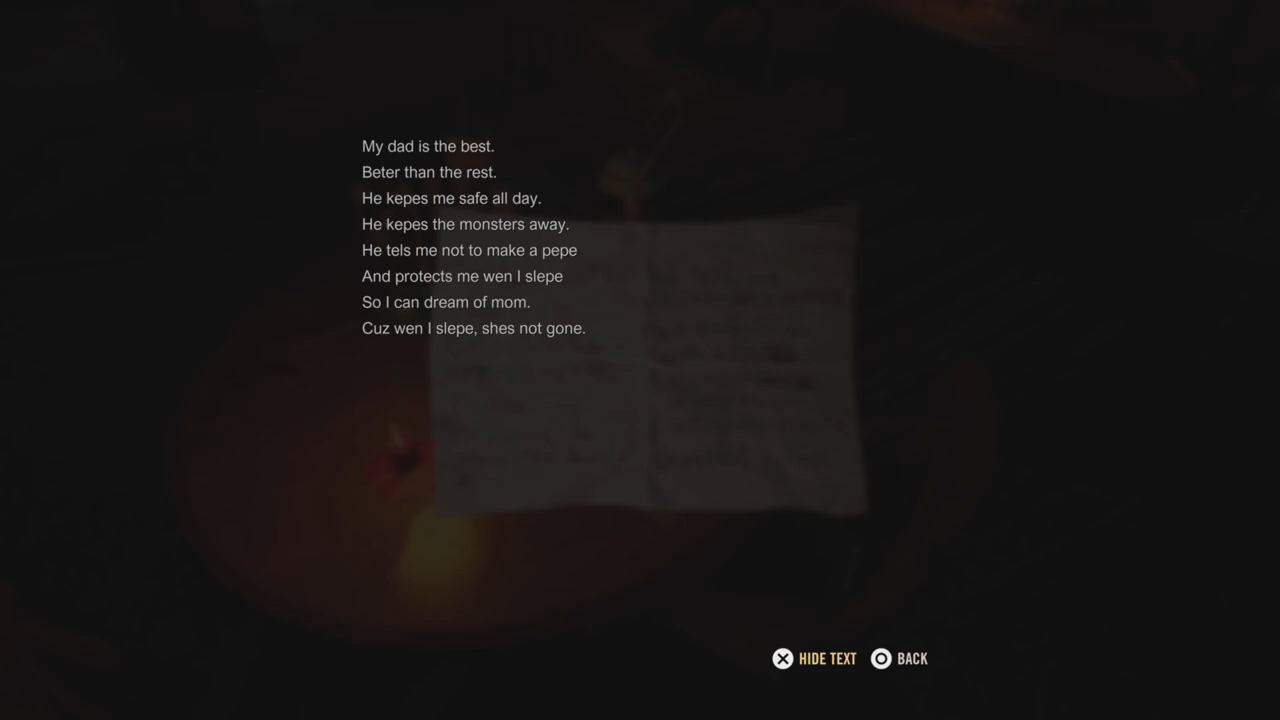 My dad is the best.
Beter than the rest.
He kepes me safe all day.
He kepes the monsters away.
He tels me not to make a pepe
And protects me wen I slepe
So I can dream of mom.
Cuz wen I slepe, shes not gone.
HIDE TEXT
BACK